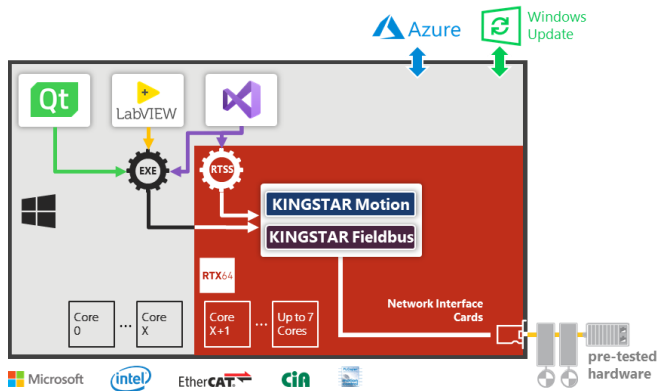 Azure
Windows
Update
Qt
LabVIEW
EXE
RTSS
KINGSTAR Motion
KINGSTAR Fieldbus
RTX64
Core
0
...
Core
X
Core
X+1
...
Up to 7
Cores
Network Interface
Cards
pre-tested
hardware
Microsoft
intel
EtherCAT
CiA